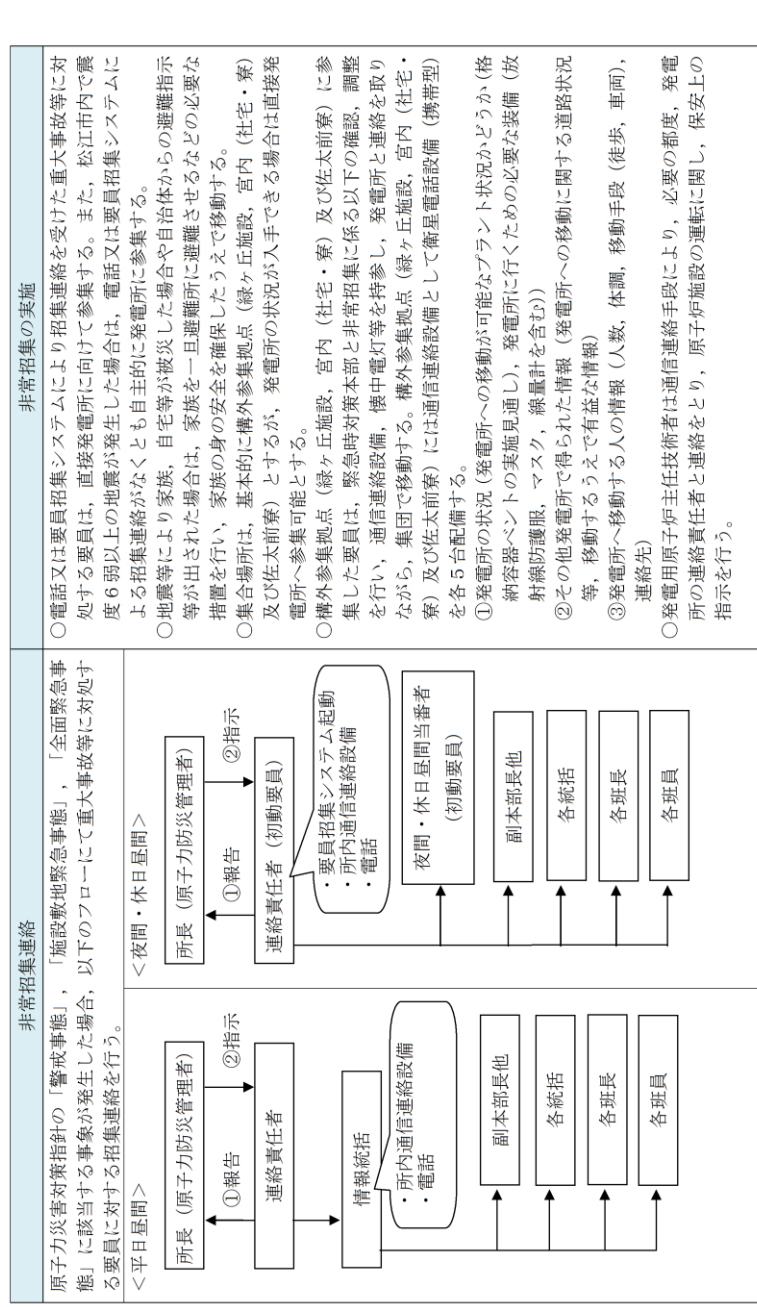 非常招集連絡
原子力災害対策指針の「警戒事態」，「施設敷地緊急事態」，「全面緊急事
態」に該当する事象が発生した場合，以下のフローにて重大事故等に対処す
る要員に対する招集連絡を行う。
＜平日昼間＞
所長（原子力防災管理者）
①報告
②指示
連絡責任者
情報統括
・所内通信連絡設備
・電話
副本部長他
各統括
各班長
各班員
＜夜間・休日昼間＞
所長（原子力防災管理者）
①報告
②指示
連絡責任者（初動要員）
・要員招集システム起動
・所内通信連絡設備
・電話
夜間・休日昼間当番者
（初動要員）
副本部長他
各統括
各班長
各班員
非常招集の実施
○電話又は要員招集システムにより招集連絡を受けた重大事故等に対
処する要員は，直接発電所に向けて参集する。また，松江市内で震
度６弱以上の地震が発生した場合は，電話又は要員招集システムに
よる招集連絡がなくとも自主的に発電所に参集する。
○地震等により家族，自宅等が被災した場合や自治体からの避難指示
等が出された場合は，家族を一旦避難所に避難させるなどの必要な
措置を行い，家族の身の安全を確保したうえで移動する。
○集合場所は，基本的に構外参集拠点（緑ヶ丘施設，宮内（社宅・寮）
及び佐太前寮）とするが，発電所の状況が入手できる場合は直接発
電所へ参集可能とする。
○構外参集拠点（緑ヶ丘施設，宮内（社宅・寮）及び佐太前寮）に参
集した要員は，緊急時対策本部と非常招集に係る以下の確認，調整
を行い，通信連絡設備，懐中電灯等を持参し，発電所と連絡を取り
ながら，集団で移動する。構外参集拠点（緑ヶ丘施設，宮内（社宅・
寮）及び佐太前寮）には通信連絡設備として衛星電話設備（携帯型）
を各５台配備する。
①発電所の状況（発電所への移動が可能なプラント状況かどうか（格
納容器ベントの実施見通し），発電所に行くための必要な装備（放
射線防護服，マスク，線量計を含む））
②その他発電所で得られた情報（発電所への移動に関する道路状況
等，移動するうえで有益な情報）
③発電所へ移動する人の情報（人数，体調，移動手段（徒歩，車両），
連絡先）
○発電用原子炉主任技術者は通信連絡手段により，必要の都度，発電
所の連絡責任者と連絡をとり，原子炉施設の運転に関し，保安上の
指示を行う。